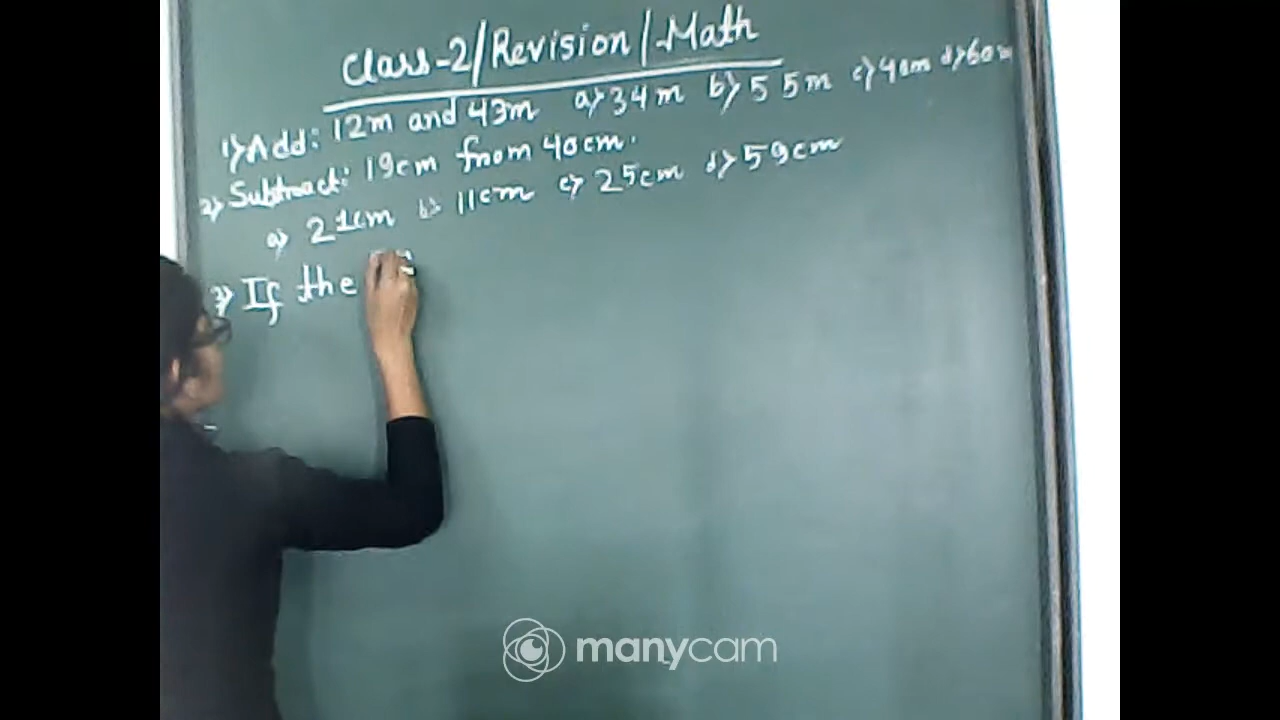 Class-2/Revision/Math
1) Add: 12m and 43m a) 34m b) 55m c) 40m d) 60m
2) Subtract: 19cm from 40cm.
a) 21cm b) 11cm c) 25cm d) 59cm
3) If the
manycam